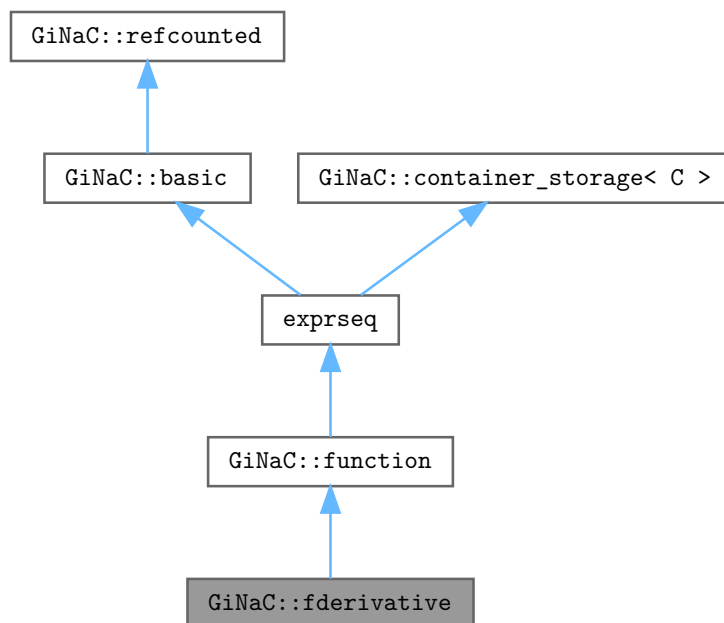 GiNaC::refcounted
GiNaC::basic
GiNaC::container_storage< C >
exprseq
GiNaC::function
GiNaC::fderivative